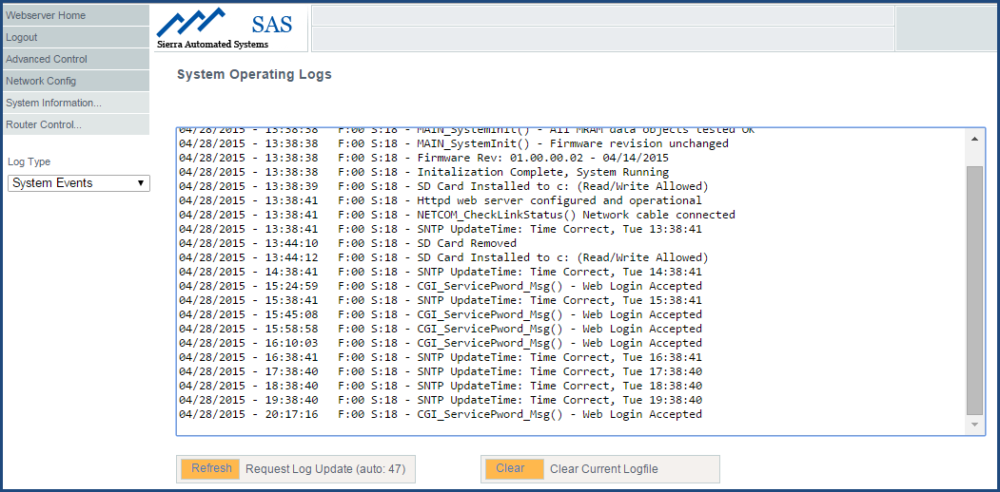 Webserver Home
Logout
Advanced Control
Network Config
System Information...
Router Control...
Log Type
System Events
SAS
Sierra Automated Systems
System Operating Logs
04/28/2015 - 13:38:38   F:00 S:18 - MAIN_SystemInit() - All MRAM data objects tested OK
04/28/2015 - 13:38:38   F:00 S:18 - MAIN_SystemInit() - Firmware revision unchanged
04/28/2015 - 13:38:38   F:00 S:18 - Firmware Rev: 01.00.00.02 - 04/14/2015
04/28/2015 - 13:38:38   F:00 S:18 - Initalization Complete, System Running
04/28/2015 - 13:38:39   F:00 S:18 - SD Card Installed to c: (Read/Write Allowed)
04/28/2015 - 13:38:41   F:00 S:18 - Httpd web server configured and operational
04/28/2015 - 13:38:41   F:00 S:18 - NETCOM_CheckLinkStatus() Network cable connected
04/28/2015 - 13:38:41   F:00 S:18 - SNTP UpdateTime: Time Correct, Tue 13:38:41
04/28/2015 - 13:44:10   F:00 S:18 - SD Card Removed
04/28/2015 - 13:44:12   F:00 S:18 - SD Card Installed to c: (Read/Write Allowed)
04/28/2015 - 14:38:41   F:00 S:18 - SNTP UpdateTime: Time Correct, Tue 14:38:41
04/28/2015 - 15:24:59   F:00 S:18 - CGI_ServicePword_Msg() - Web Login Accepted
04/28/2015 - 15:38:41   F:00 S:18 - SNTP UpdateTime: Time Correct, Tue 15:38:41
04/28/2015 - 15:45:08   F:00 S:18 - CGI_ServicePword_Msg() - Web Login Accepted
04/28/2015 - 15:58:58   F:00 S:18 - CGI_ServicePword_Msg() - Web Login Accepted
04/28/2015 - 16:10:03   F:00 S:18 - CGI_ServicePword_Msg() - Web Login Accepted
04/28/2015 - 16:38:41   F:00 S:18 - SNTP UpdateTime: Time Correct, Tue 16:38:41
04/28/2015 - 17:38:40   F:00 S:18 - SNTP UpdateTime: Time Correct, Tue 17:38:40
04/28/2015 - 18:38:40   F:00 S:18 - SNTP UpdateTime: Time Correct, Tue 18:38:40
04/28/2015 - 19:38:40   F:00 S:18 - SNTP UpdateTime: Time Correct, Tue 19:38:40
04/28/2015 - 20:17:16   F:00 S:18 - CGI_ServicePword_Msg() - Web Login Accepted
Refresh Request Log Update (auto: 47)
Clear Clear Current Logfile